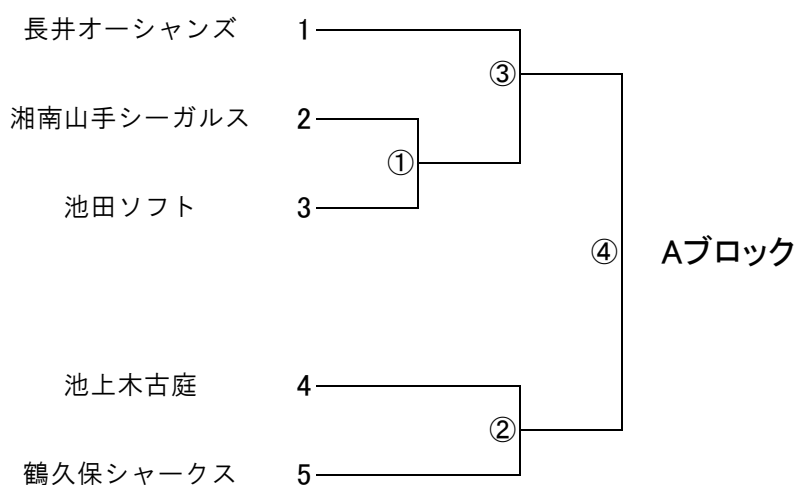 長井オーシャンズ 1
③
湘南山手シーガルス 2
①
池田ソフト 3
④ Aブロック
池上木古庭 4
②
鶴久保シャークス 5